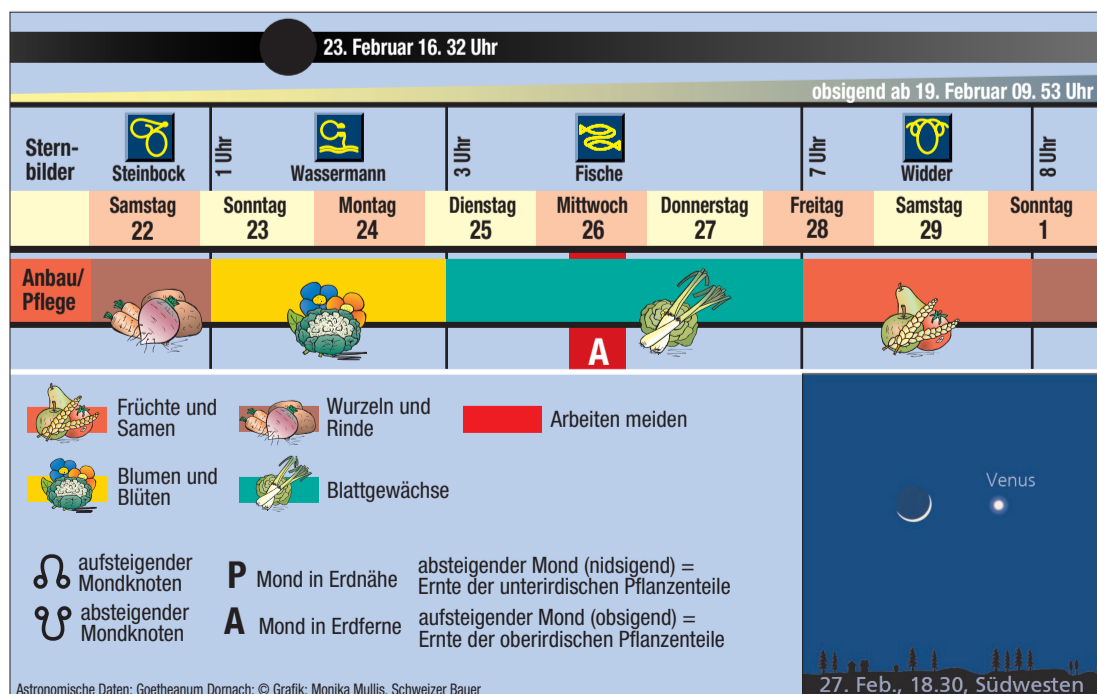 23. Februar 16. 32 Uhr
obsigend ab 19. Februar 09. 53 Uhr
Stern-
bilder
Steinbock
1 Uhr
Wassermann
3 Uhr
Fische
7 Uhr
Widder
8 Uhr
Samstag
22
Sonntag
23
Montag
24
Dienstag
25
Mittwoch
26
Donnerstag
27
Freitag
28
Samstag
29
Sonntag
1
Anbau/
Pflege
A
Früchte und
Samen
Wurzeln und
Rinde
Arbeiten meiden
Blumen und
Blüten
Blattgewächse
aufsteigender
Mondknoten
absteigender
Mondknoten
P Mond in Erdnähe
A Mond in Erdferne
absteigender Mond (nidsigend) =
Ernte der unterirdischen Pflanzenteile
aufsteigender Mond (obsigend) =
Ernte der oberirdischen Pflanzenteile
Venus
27. Feb., 18.30, Südwesten
Astronomische Daten: Goetheanum Dornach; © Grafik: Monika Mullis, Schweizer Bauer